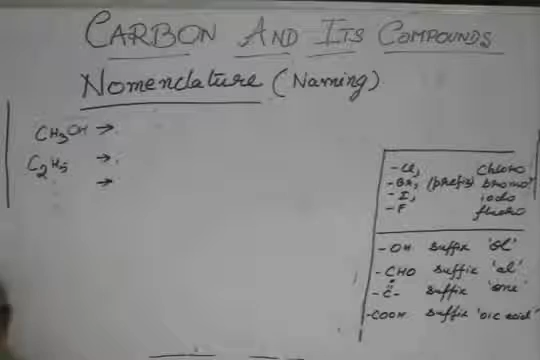 CARBON AND ITS COMPOUNDS
Nomenclature (Naming)
CH3OH →
C2H5 →
→
-Cl, Chloro
-Br, (prefix) bromo
-I, iodo
-F fluoro
-OH suffix 'ol'
-CHO suffix 'al'
-C- suffix 'one'
-COOH suffix 'oic acid'